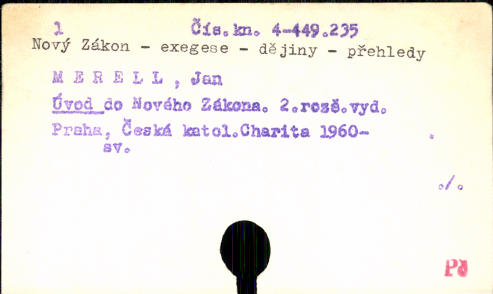 1 Čís.kn. 4-449.235
Nový Zákon - exegese - dějiny - přehledy
M E R E L L , Jan
Úvod do Nového Zákona. 2.rozš.vyd.
Praha, Česká katol.Charita 1960-
sv.
./.